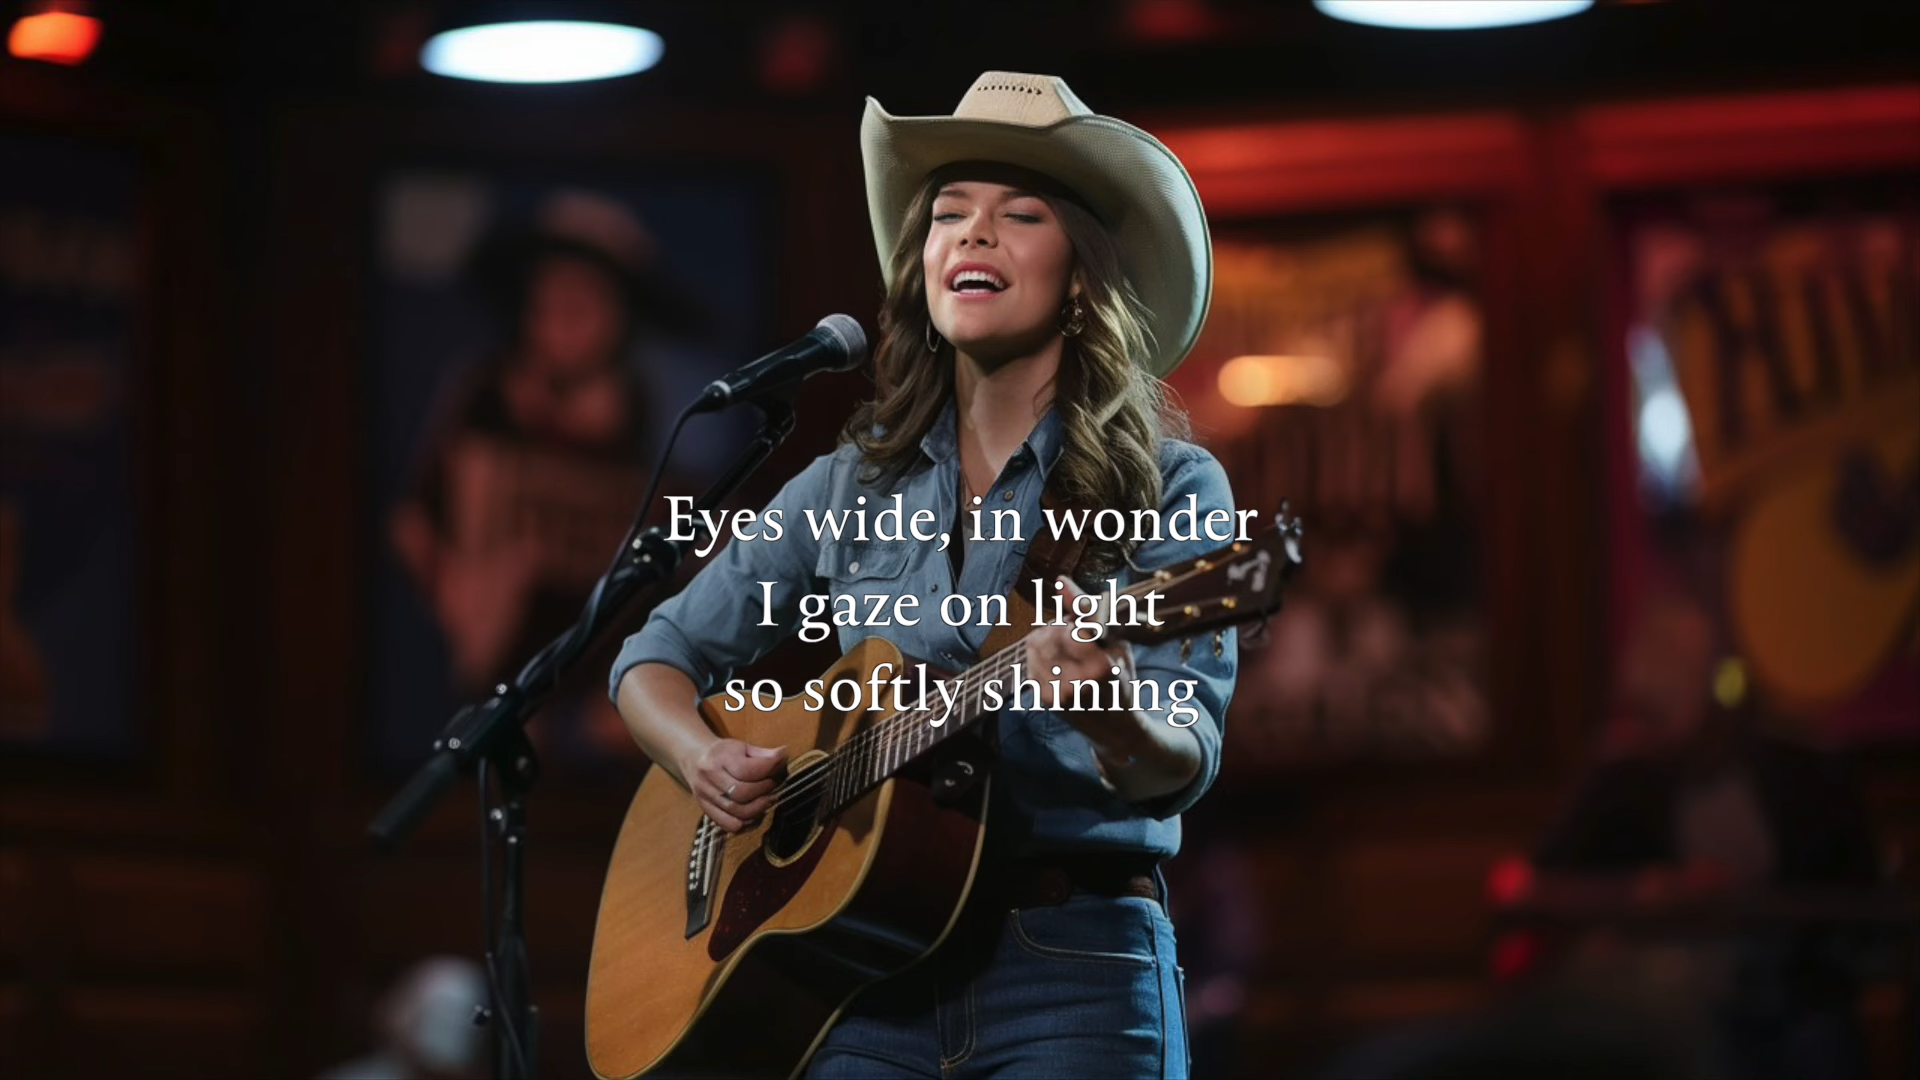 Eyes wide, in wonder
I gaze on light
so softly shining